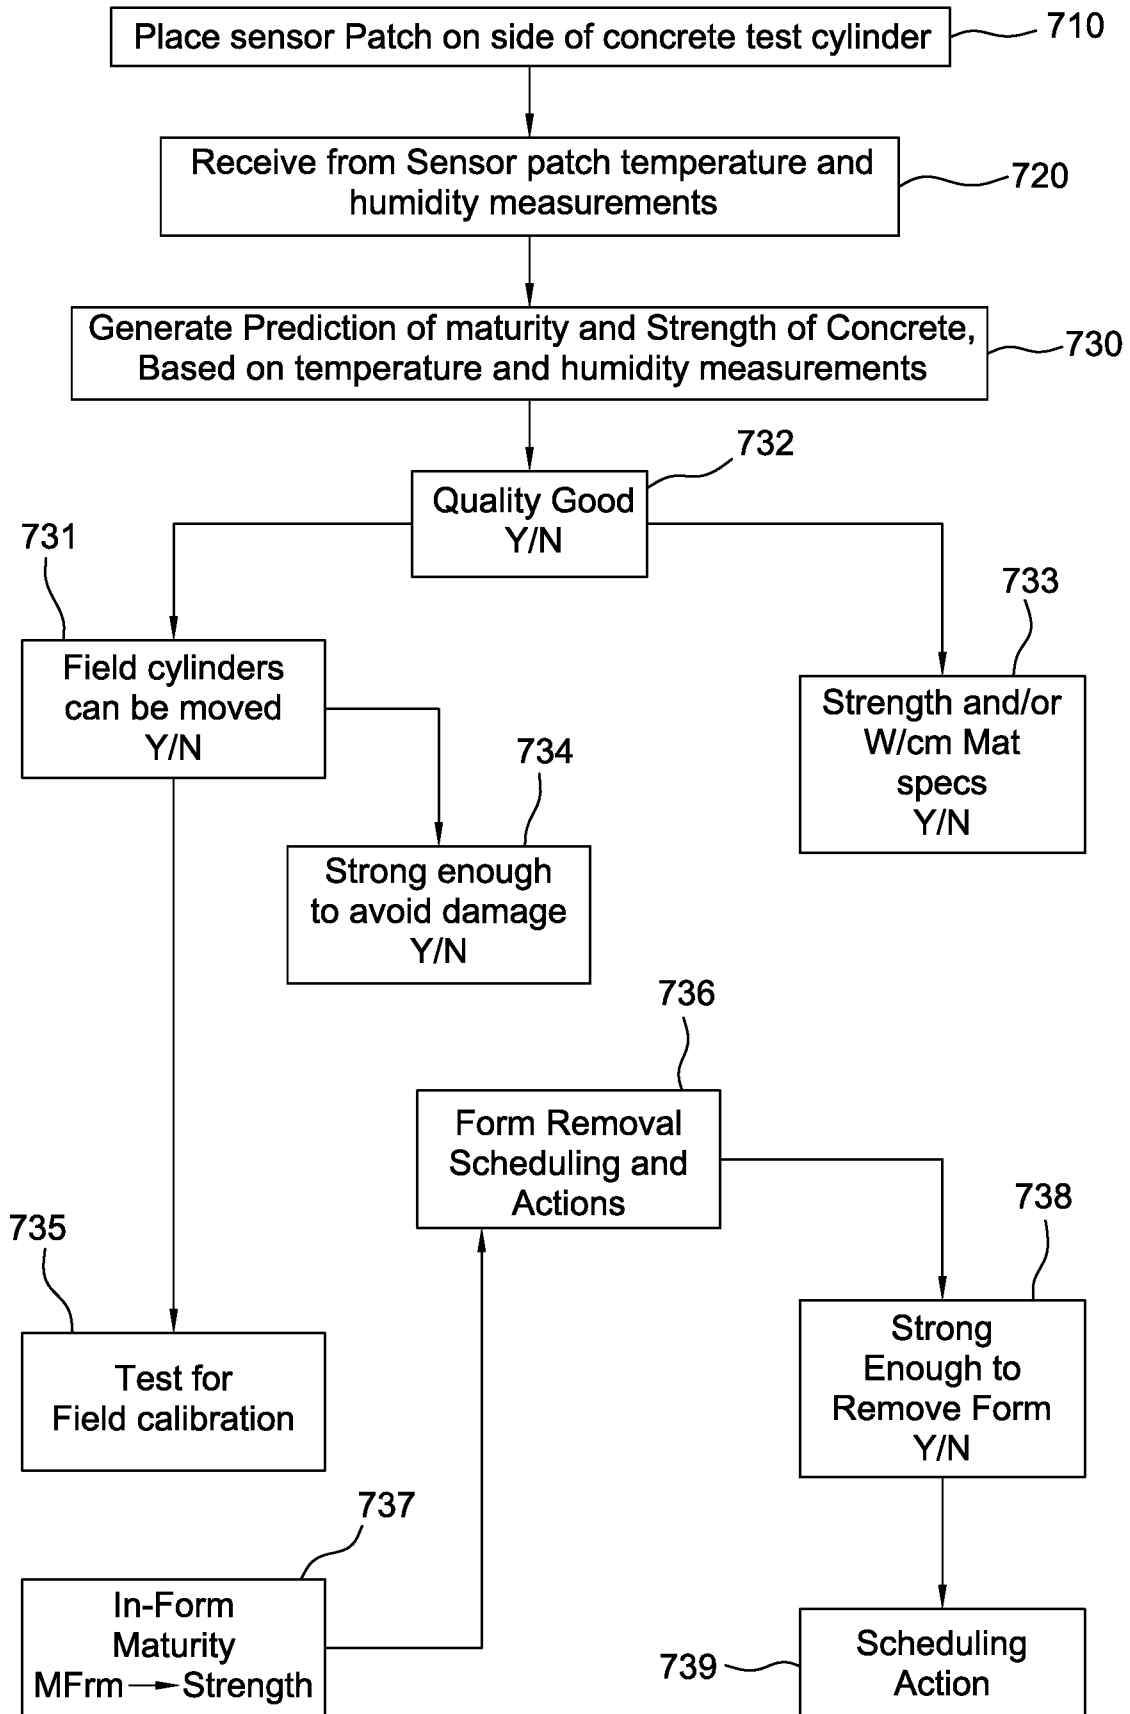 Place sensor Patch on side of concrete test cylinder
710
Receive from Sensor patch temperature and
humidity measurements
720
Generate Prediction of maturity and Strength of Concrete,
Based on temperature and humidity measurements
730
732
Quality Good
Y/N
731
Field cylinders
can be moved
Y/N
733
Strength and/or
W/cm Mat
specs
Y/N
734
Strong enough
to avoid damage
Y/N
736
Form Removal
Scheduling and
Actions
735
Test for
Field calibration
738
Strong
Enough to
Remove Form
Y/N
737
In-Form
Maturity
MFrm → Strength
739
Scheduling
Action